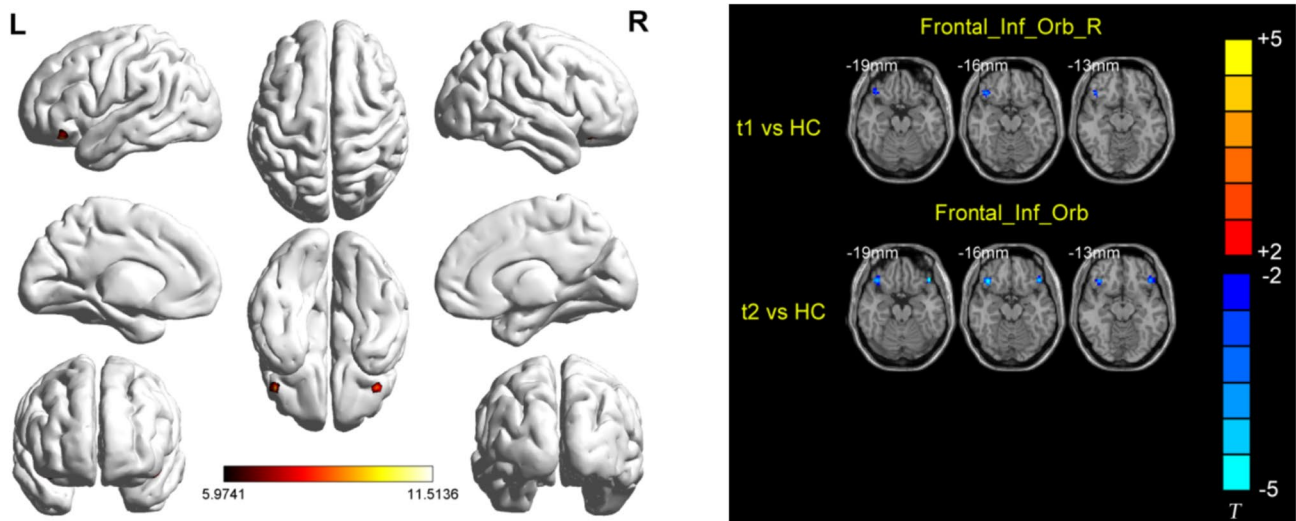 L
R
5.9741
11.5136
Frontal_Inf_Orb_R
-19mm
-16mm
-13mm
t1 vs HC
Frontal_Inf_Orb
-19mm
-16mm
-13mm
t2 vs HC
+5
+2
-2
-5
T